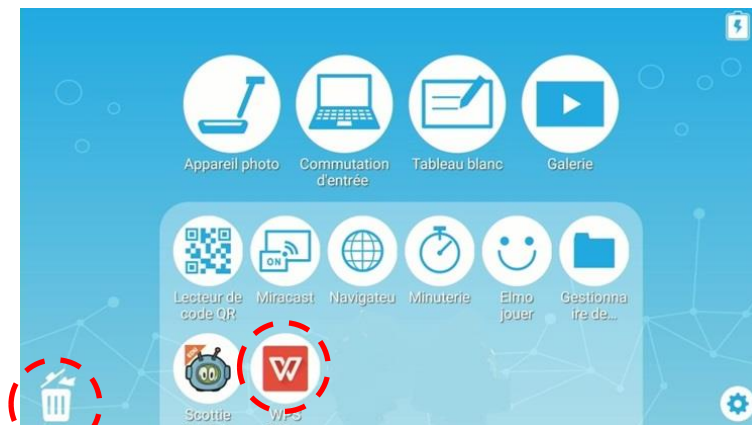 Appareil photo
Commutation
d'entrée
Tableau blanc
Galerie
Lecteur de
code QR
ON
Miracast
Navigateu
Minuterie
Elmo
jouer
Gestionna
ire de...
Scottie
W
WPS